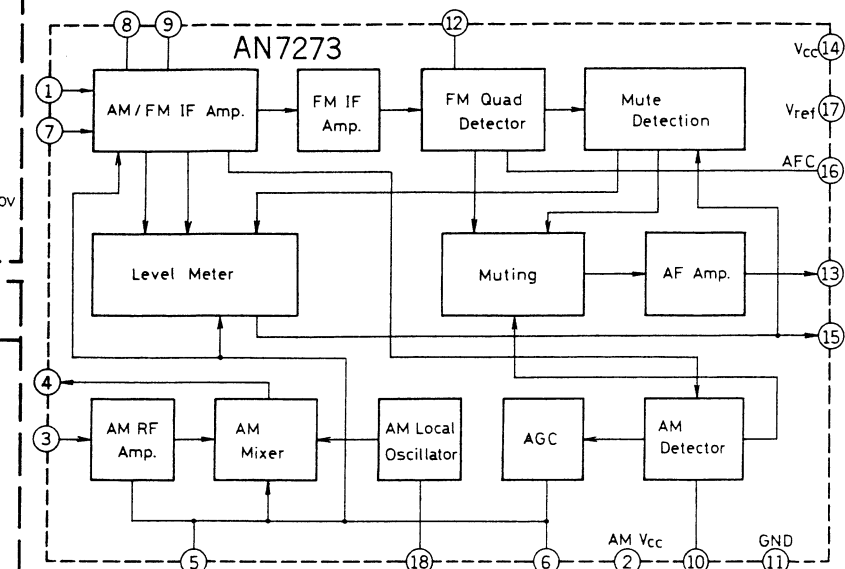 8 9 12
AN7273
Vcc 14
1
AM/FM IF Amp.
FM IF
Amp.
FM Quad
Detector
Mute
Detection
Vref 17
7
AFC
16
0V
Level Meter
Muting
AF Amp.
13
15
4
3
AM RF
Amp.
AM
Mixer
AM Local
Oscillator
AGC
AM
Detector
AM Vcc
GND
5 18 6 2 10 11